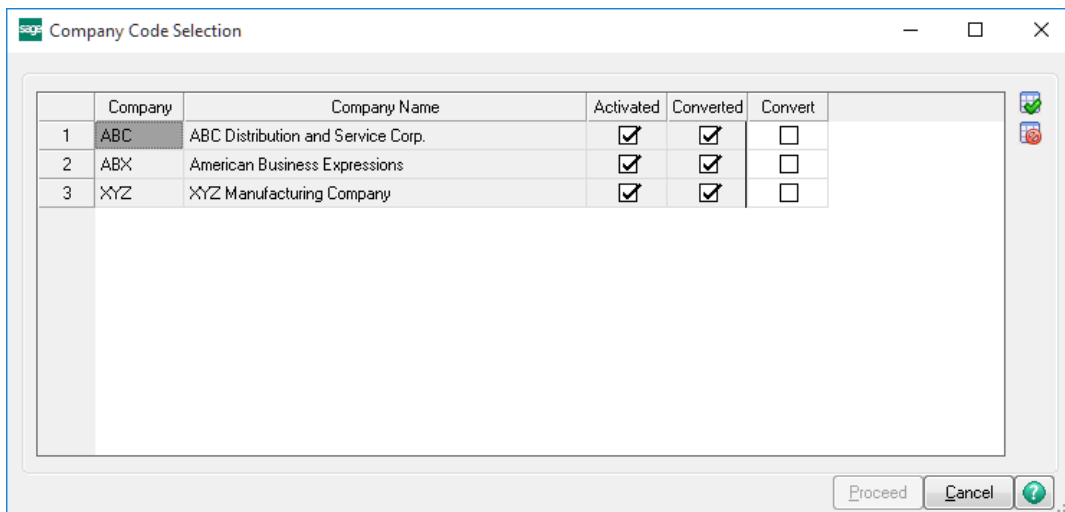 sage Company Code Selection
Company Company Name Activated Converted Convert
1 ABC ABC Distribution and Service Corp.
2 ABX American Business Expressions
3 XYZ XYZ Manufacturing Company
Proceed Cancel ?